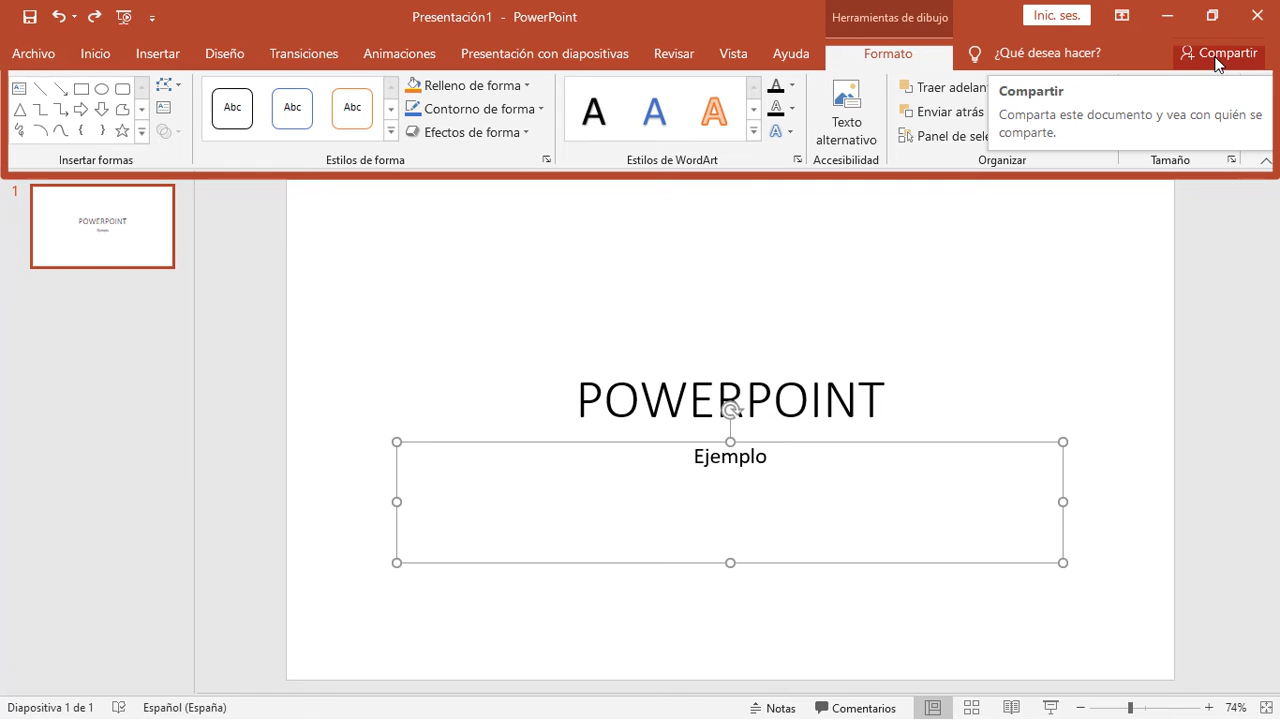 Presentación1 - PowerPoint
Herramientas de dibujo
Inic. ses.
Archivo Inicio Insertar Diseño Transiciones Animaciones Presentación con diapositivas Revisar Vista Ayuda Formato ¿Qué desea hacer? Compartir
Abc Abc Abc
Relleno de forma
Contorno de forma
Efectos de forma
A A A
A
A
A
Texto
alternativo
Traer adelan
Enviar atrás
Panel de sele
Compartir
Comparta este documento y vea con quién se
comparte.
Insertar formas Estilos de forma Estilos de WordArt Accesibilidad Organizar Tamaño
1
POWERPOINT
Ejemplo
POWERPOINT
Ejemplo
Diapositiva 1 de 1 Español (España) Notas Comentarios 74%